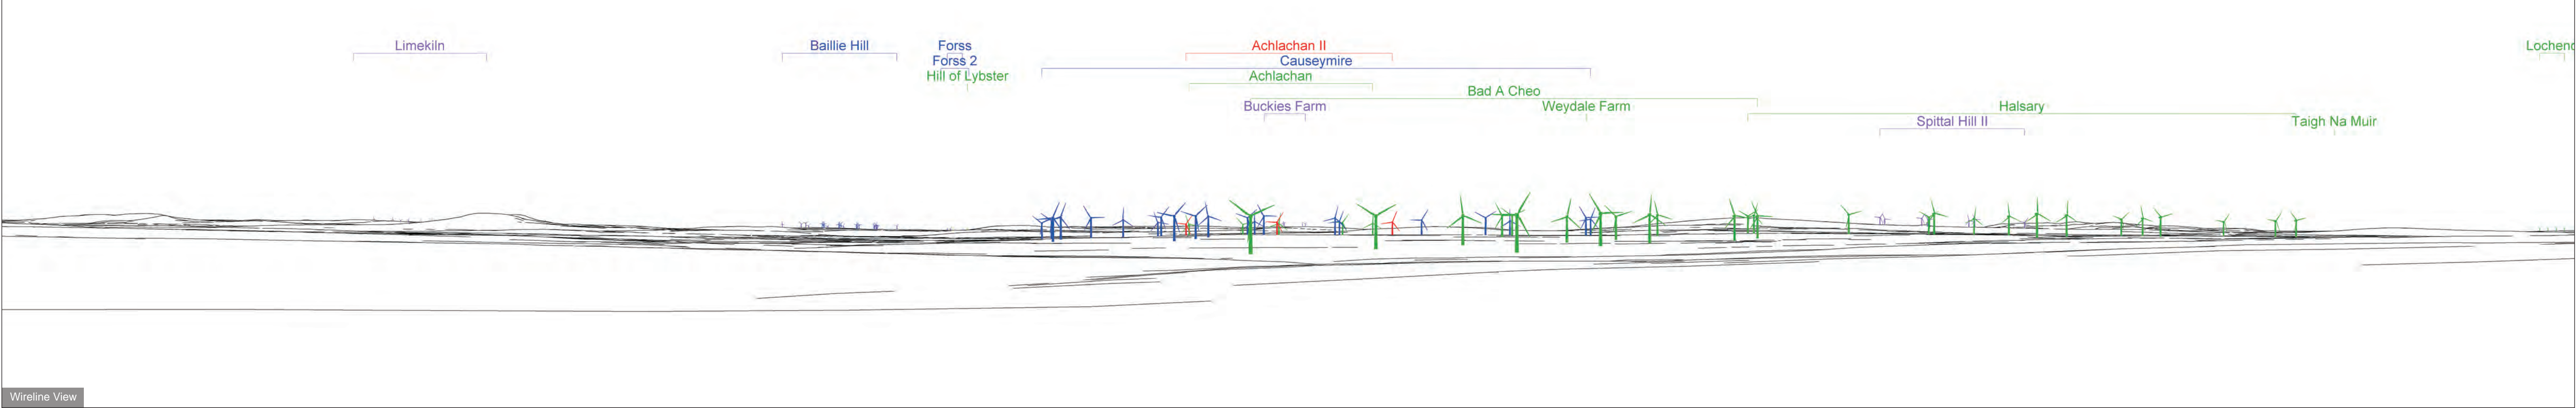 Limekiln
Baillie Hill
Forss
Forss 2
Hill of Lybster
Achlachan II
Causeymire
Achlachan
Bad A Cheo
Buckies Farm
Weydale Farm
Halsary
Spittal Hill II
Taigh Na Muir
Lochend
Wireline View